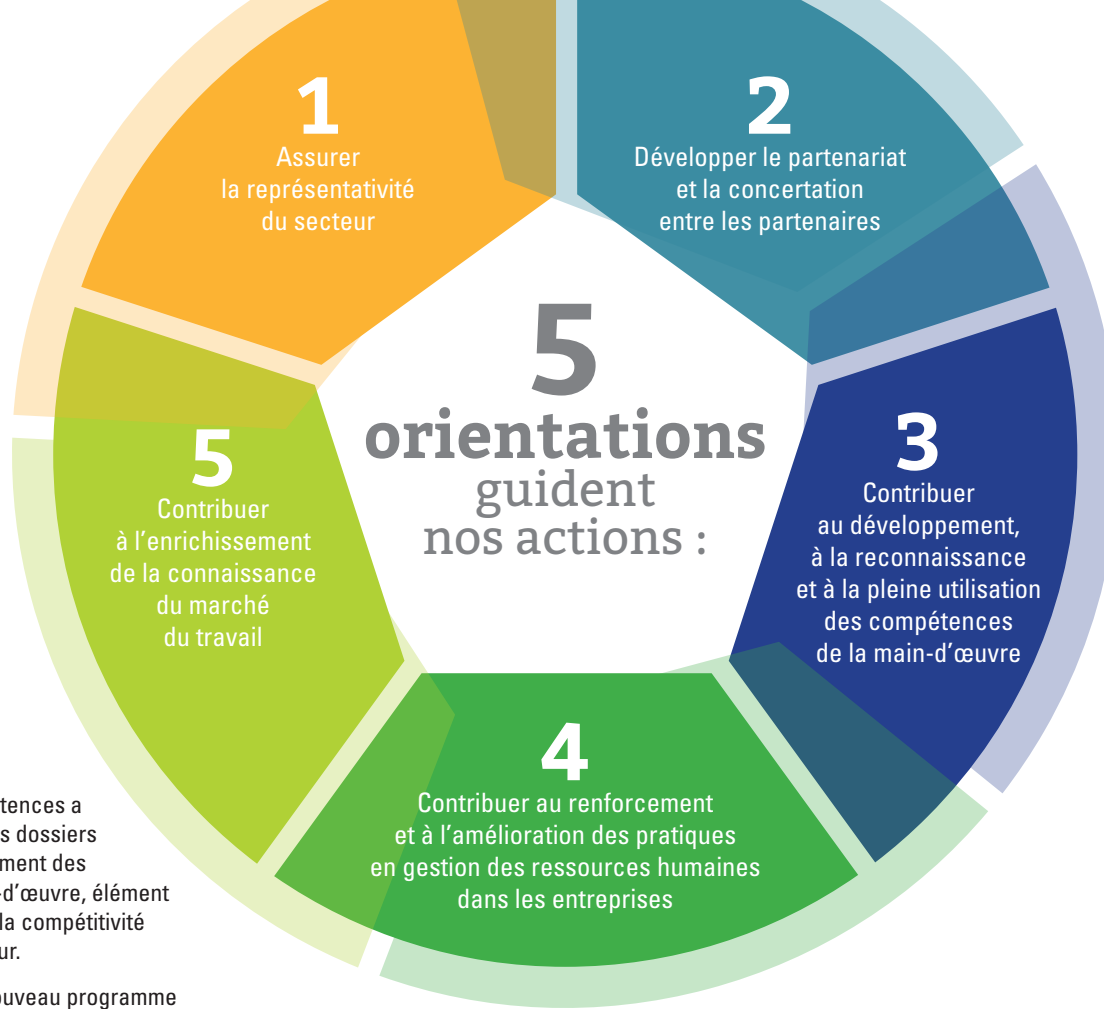 1
Assurer
la représentativité
du secteur
2
Développer le partenariat
et la concertation
entre les partenaires
5
orientations
guident
nos actions :
3
Contribuer
au développement,
à la reconnaissance
et à la pleine utilisation
des compétences
de la main-d'œuvre
4
Contribuer au renforcement
et à l'amélioration des pratiques
en gestion des ressources humaines
dans les entreprises
5
Contribuer
à l'enrichissement
de la connaissance
du marché
du travail
tences a
s dossiers
ment des
-d'œuvre, élément
la compétitivité
ur.
ouveau programme